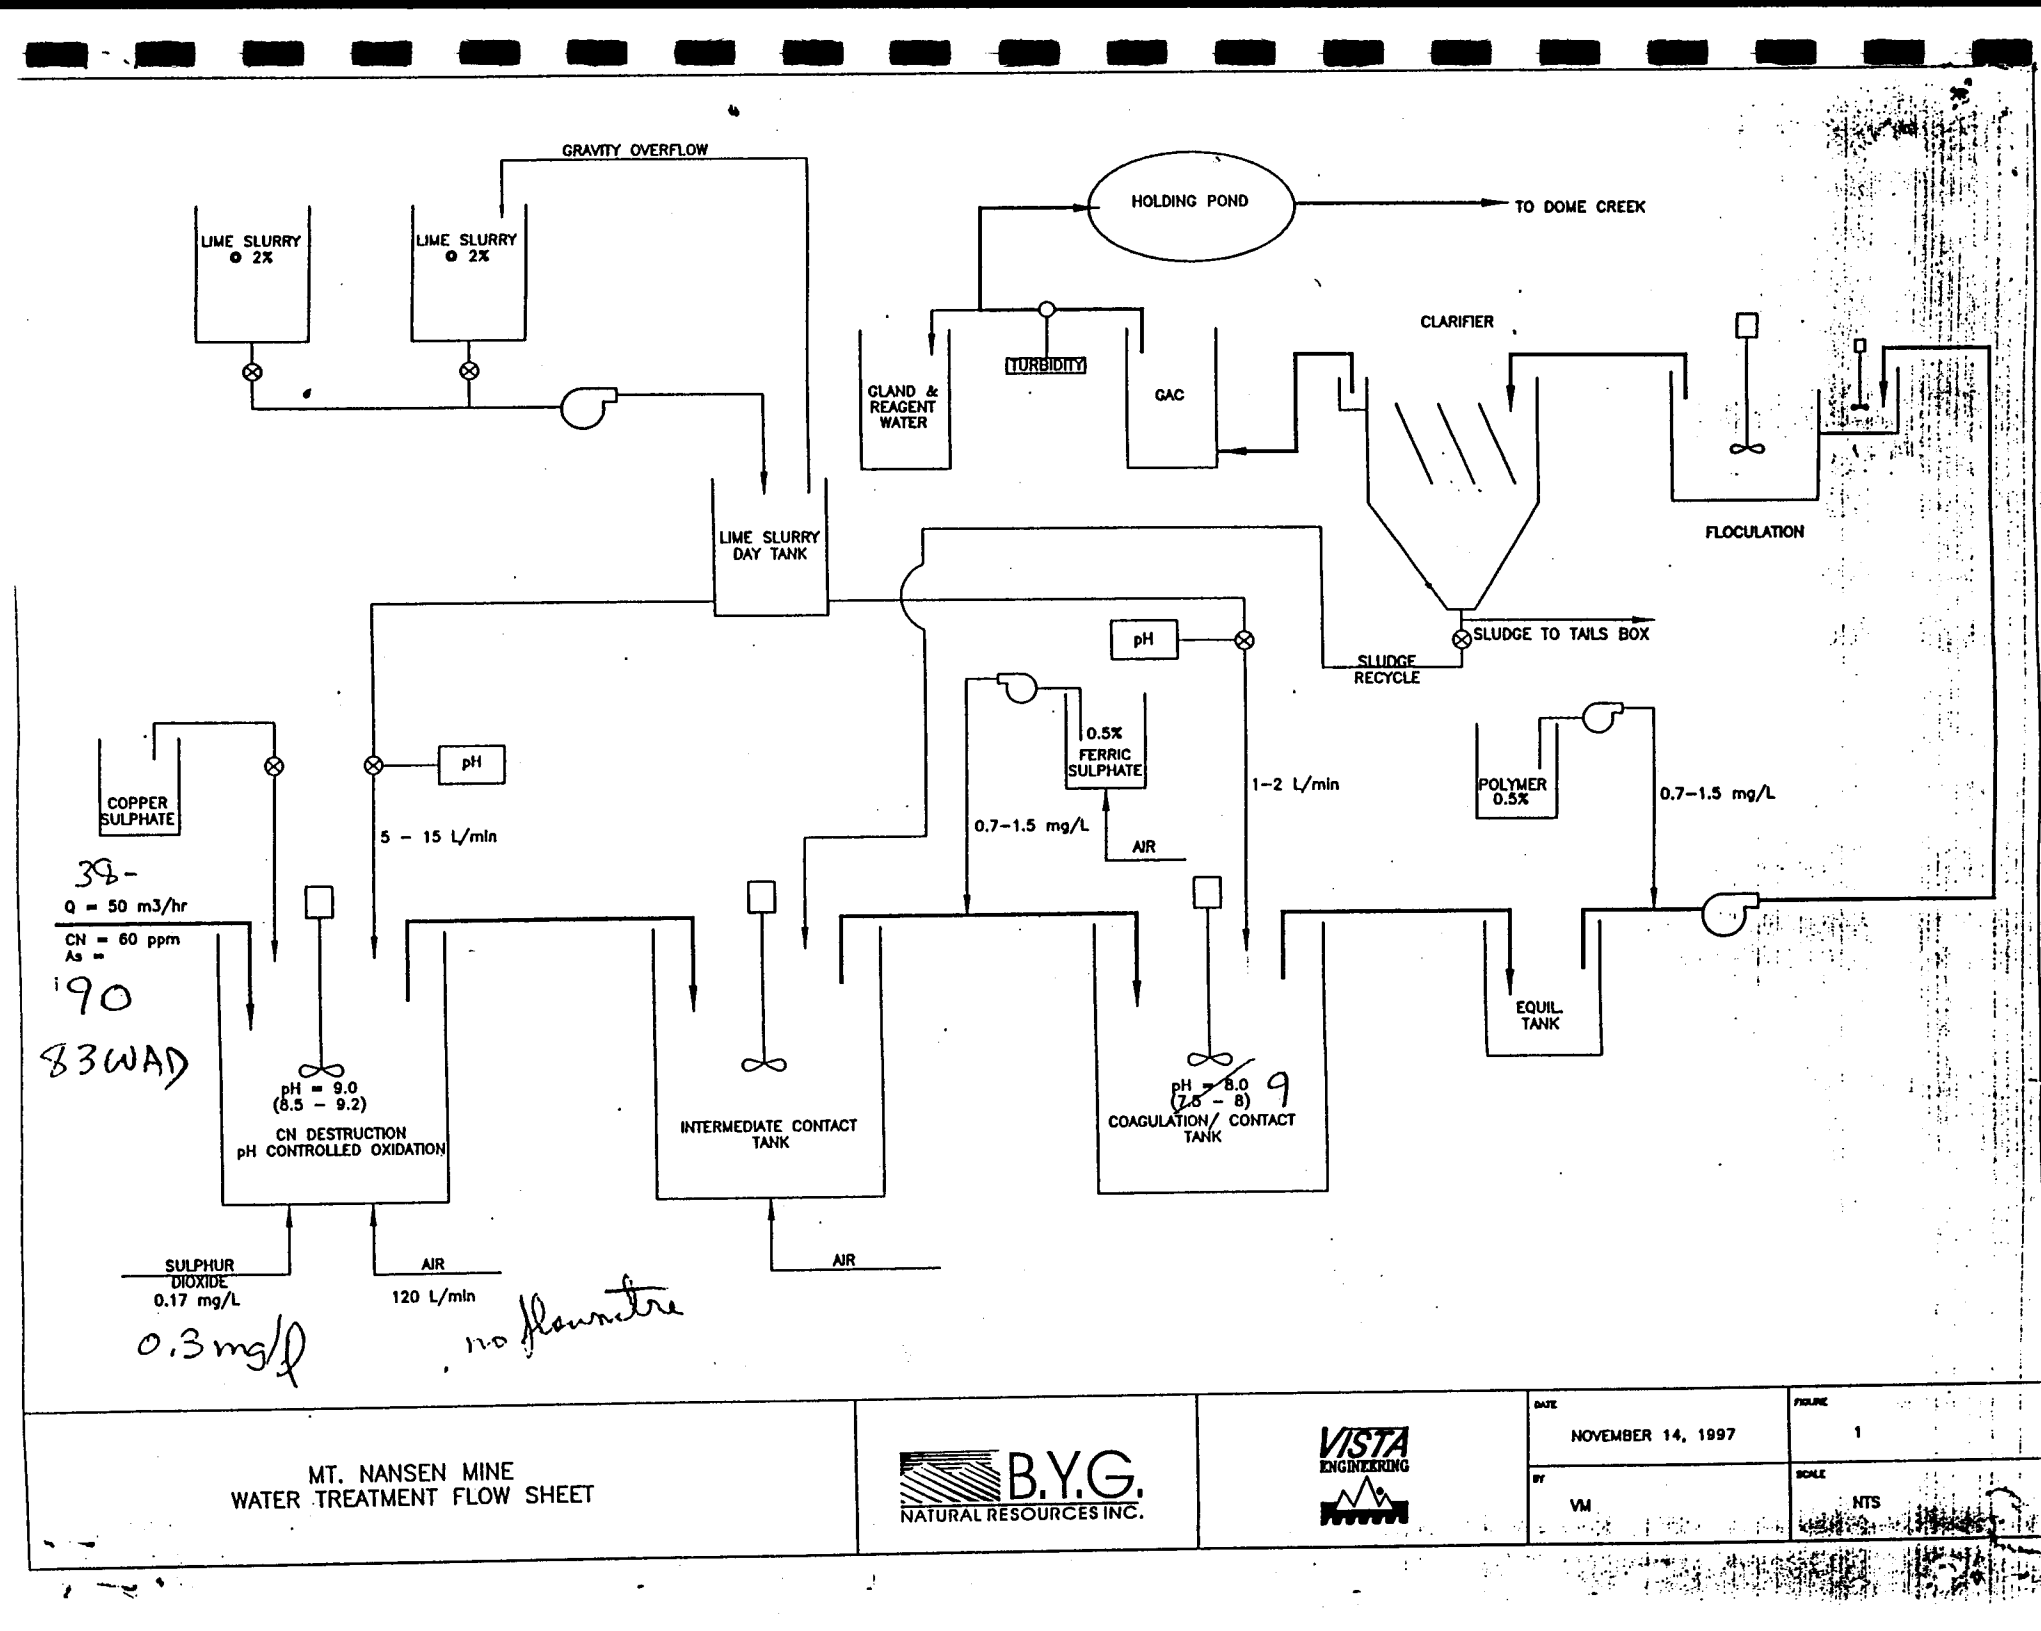 GRAVITY OVERFLOW
LIME SLURRY
@ 2%
LIME SLURRY
@ 2%
HOLDING POND
TO DOME CREEK
CLARIFIER
TURBIDITY
GLAND &
REAGENT
WATER
GAC
LIME SLURRY
DAY TANK
FLOCULATION
pH
SLUDGE TO TAILS BOX
SLUDGE
RECYCLE
0.5%
FERRIC
SULPHATE
pH
COPPER
SULPHATE
5 - 15 L/min
0.7-1.5 mg/L
AIR
1-2 L/min
POLYMER
0.5%
0.7-1.5 mg/L
38-
Q = 50 m3/hr
CN = 60 ppm
As =
90
83 WAD
pH = 9.0
(8.5 - 9.2)
CN DESTRUCTION
pH CONTROLLED OXIDATION
INTERMEDIATE CONTACT
TANK
pH = 8.0
(7.5 - 8) 9
COAGULATION/ CONTACT
TANK
EQUIL.
TANK
SULPHUR
DIOXIDE
0.17 mg/L
0.3 mg/l
AIR
120 L/min
no flowmetre
AIR
MT. NANSEN MINE
WATER TREATMENT FLOW SHEET
B.Y.G.
NATURAL RESOURCES INC.
VISTA
ENGINEERING
DATE
NOVEMBER 14, 1997
FIGURE
1
BY
VM
SCALE
NTS